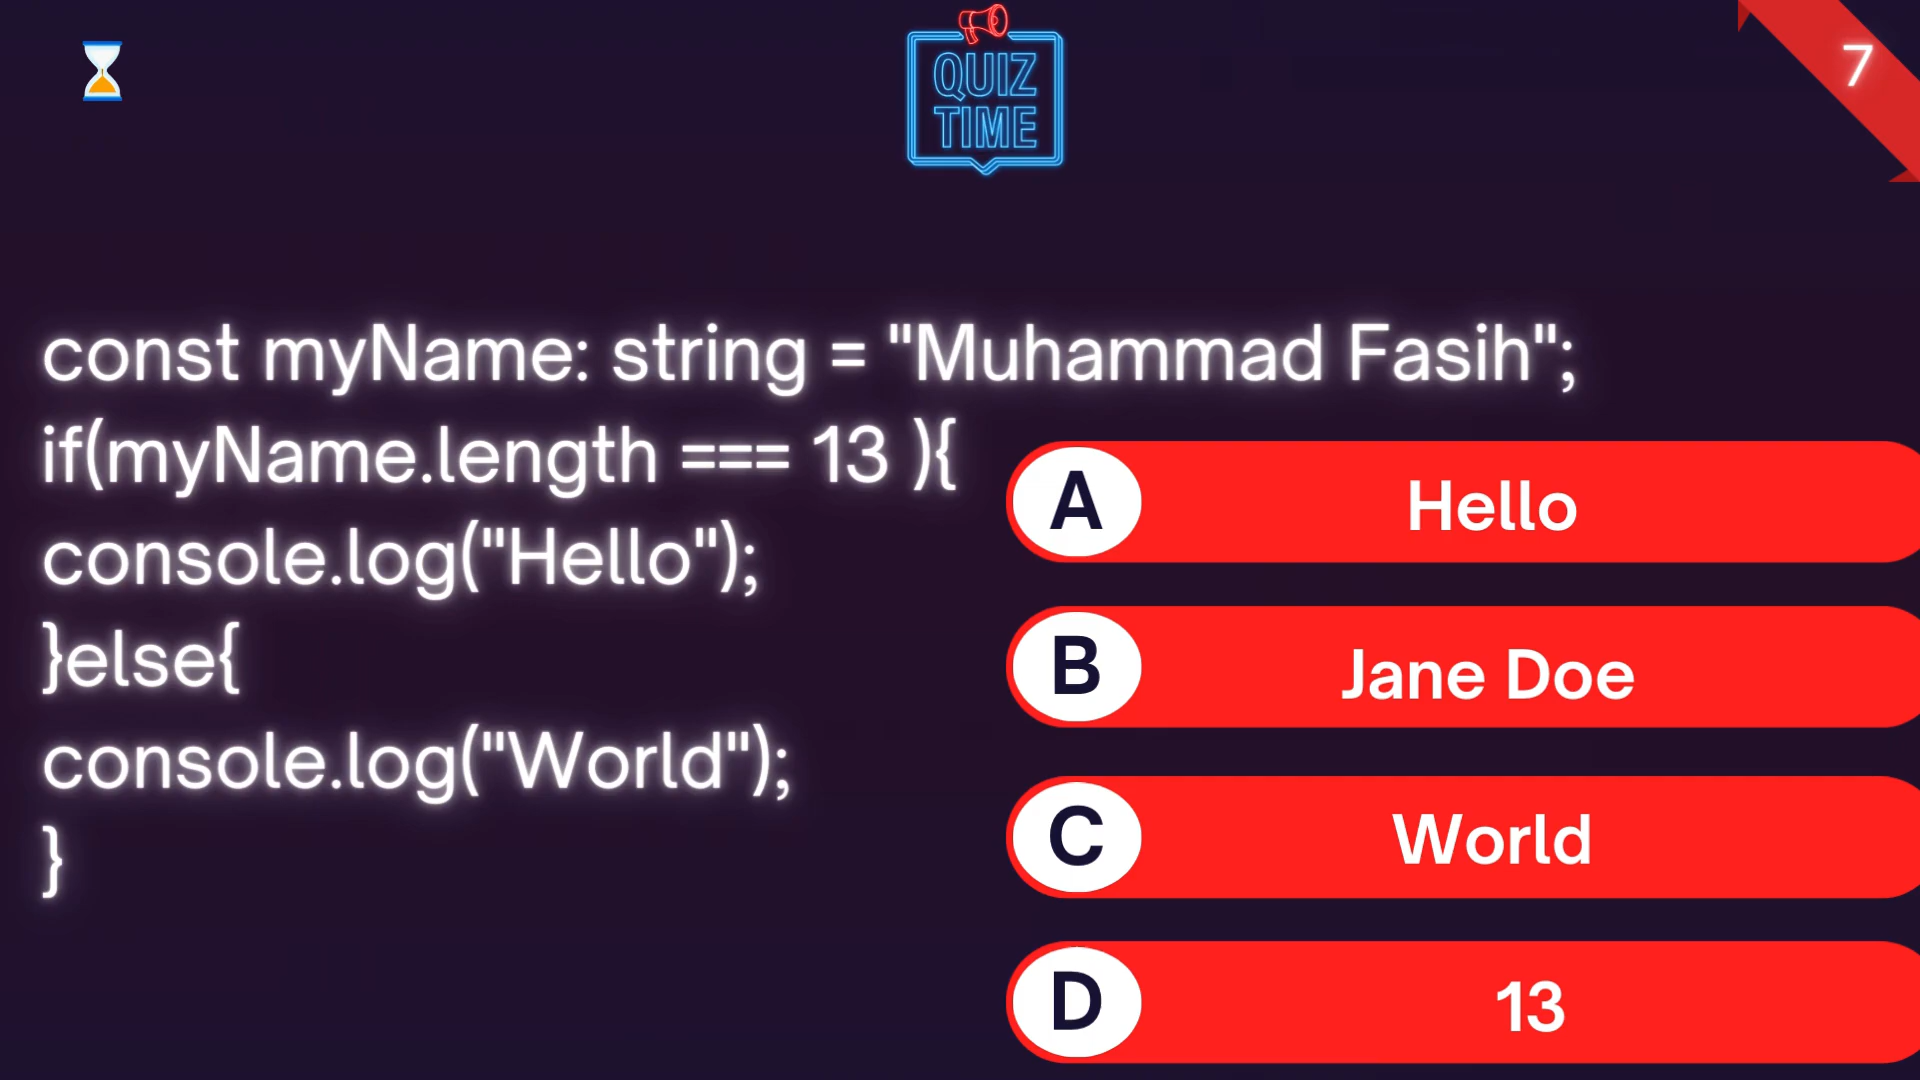 QUIZ
TIME
7
const myName: string = "Muhammad Fasih";
if(myName.length === 13 ){
console.log("Hello");
}else{
console.log("World");
}
A Hello
B Jane Doe
C World
D 13